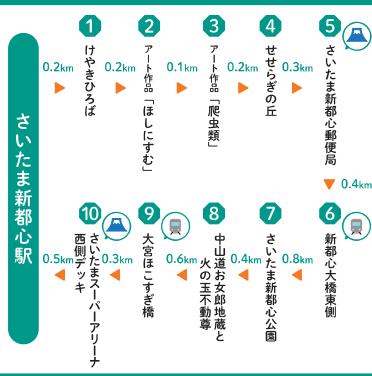 さいたま新都心駅
0.2km
1
けやきひろば
0.2km
2
アート作品「ほしにすむ」
0.1km
3
アート作品「爬虫類」
0.2km
4
せせらぎの丘
0.3km
5
さいたま新都心郵便局
0.4km
6
新都心大橋東側
0.8km
7
さいたま新都心公園
0.4km
8
中山道お女郎地蔵と
火の玉不動尊
0.6km
9
大宮ほこすぎ橋
0.3km
10
さいたまスーパーアリーナ
西側デッキ
0.5km